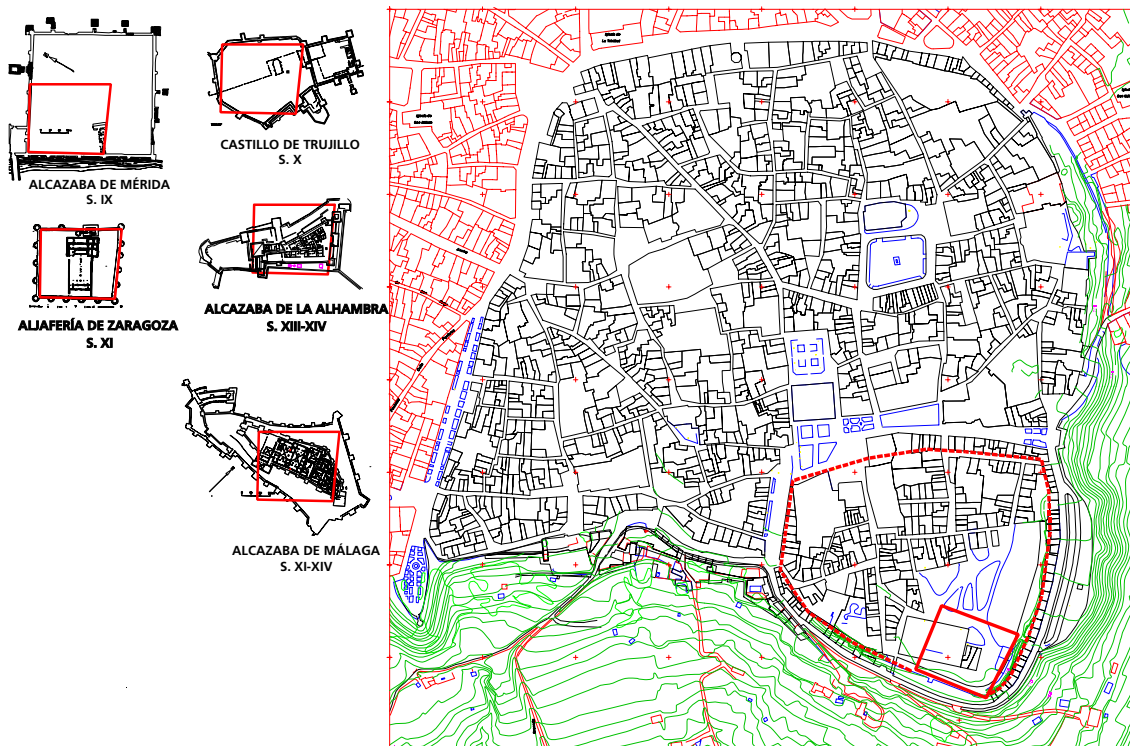 ALCAZABA DE MÉRIDA
S. IX
CASTILLO DE TRUJILLO
S. X
ALJAFERÍA DE ZARAGOZA
S. XI
ALCAZABA DE LA ALHAMBRA
S. XIII-XIV
ALCAZABA DE MÁLAGA
S. XI-XIV